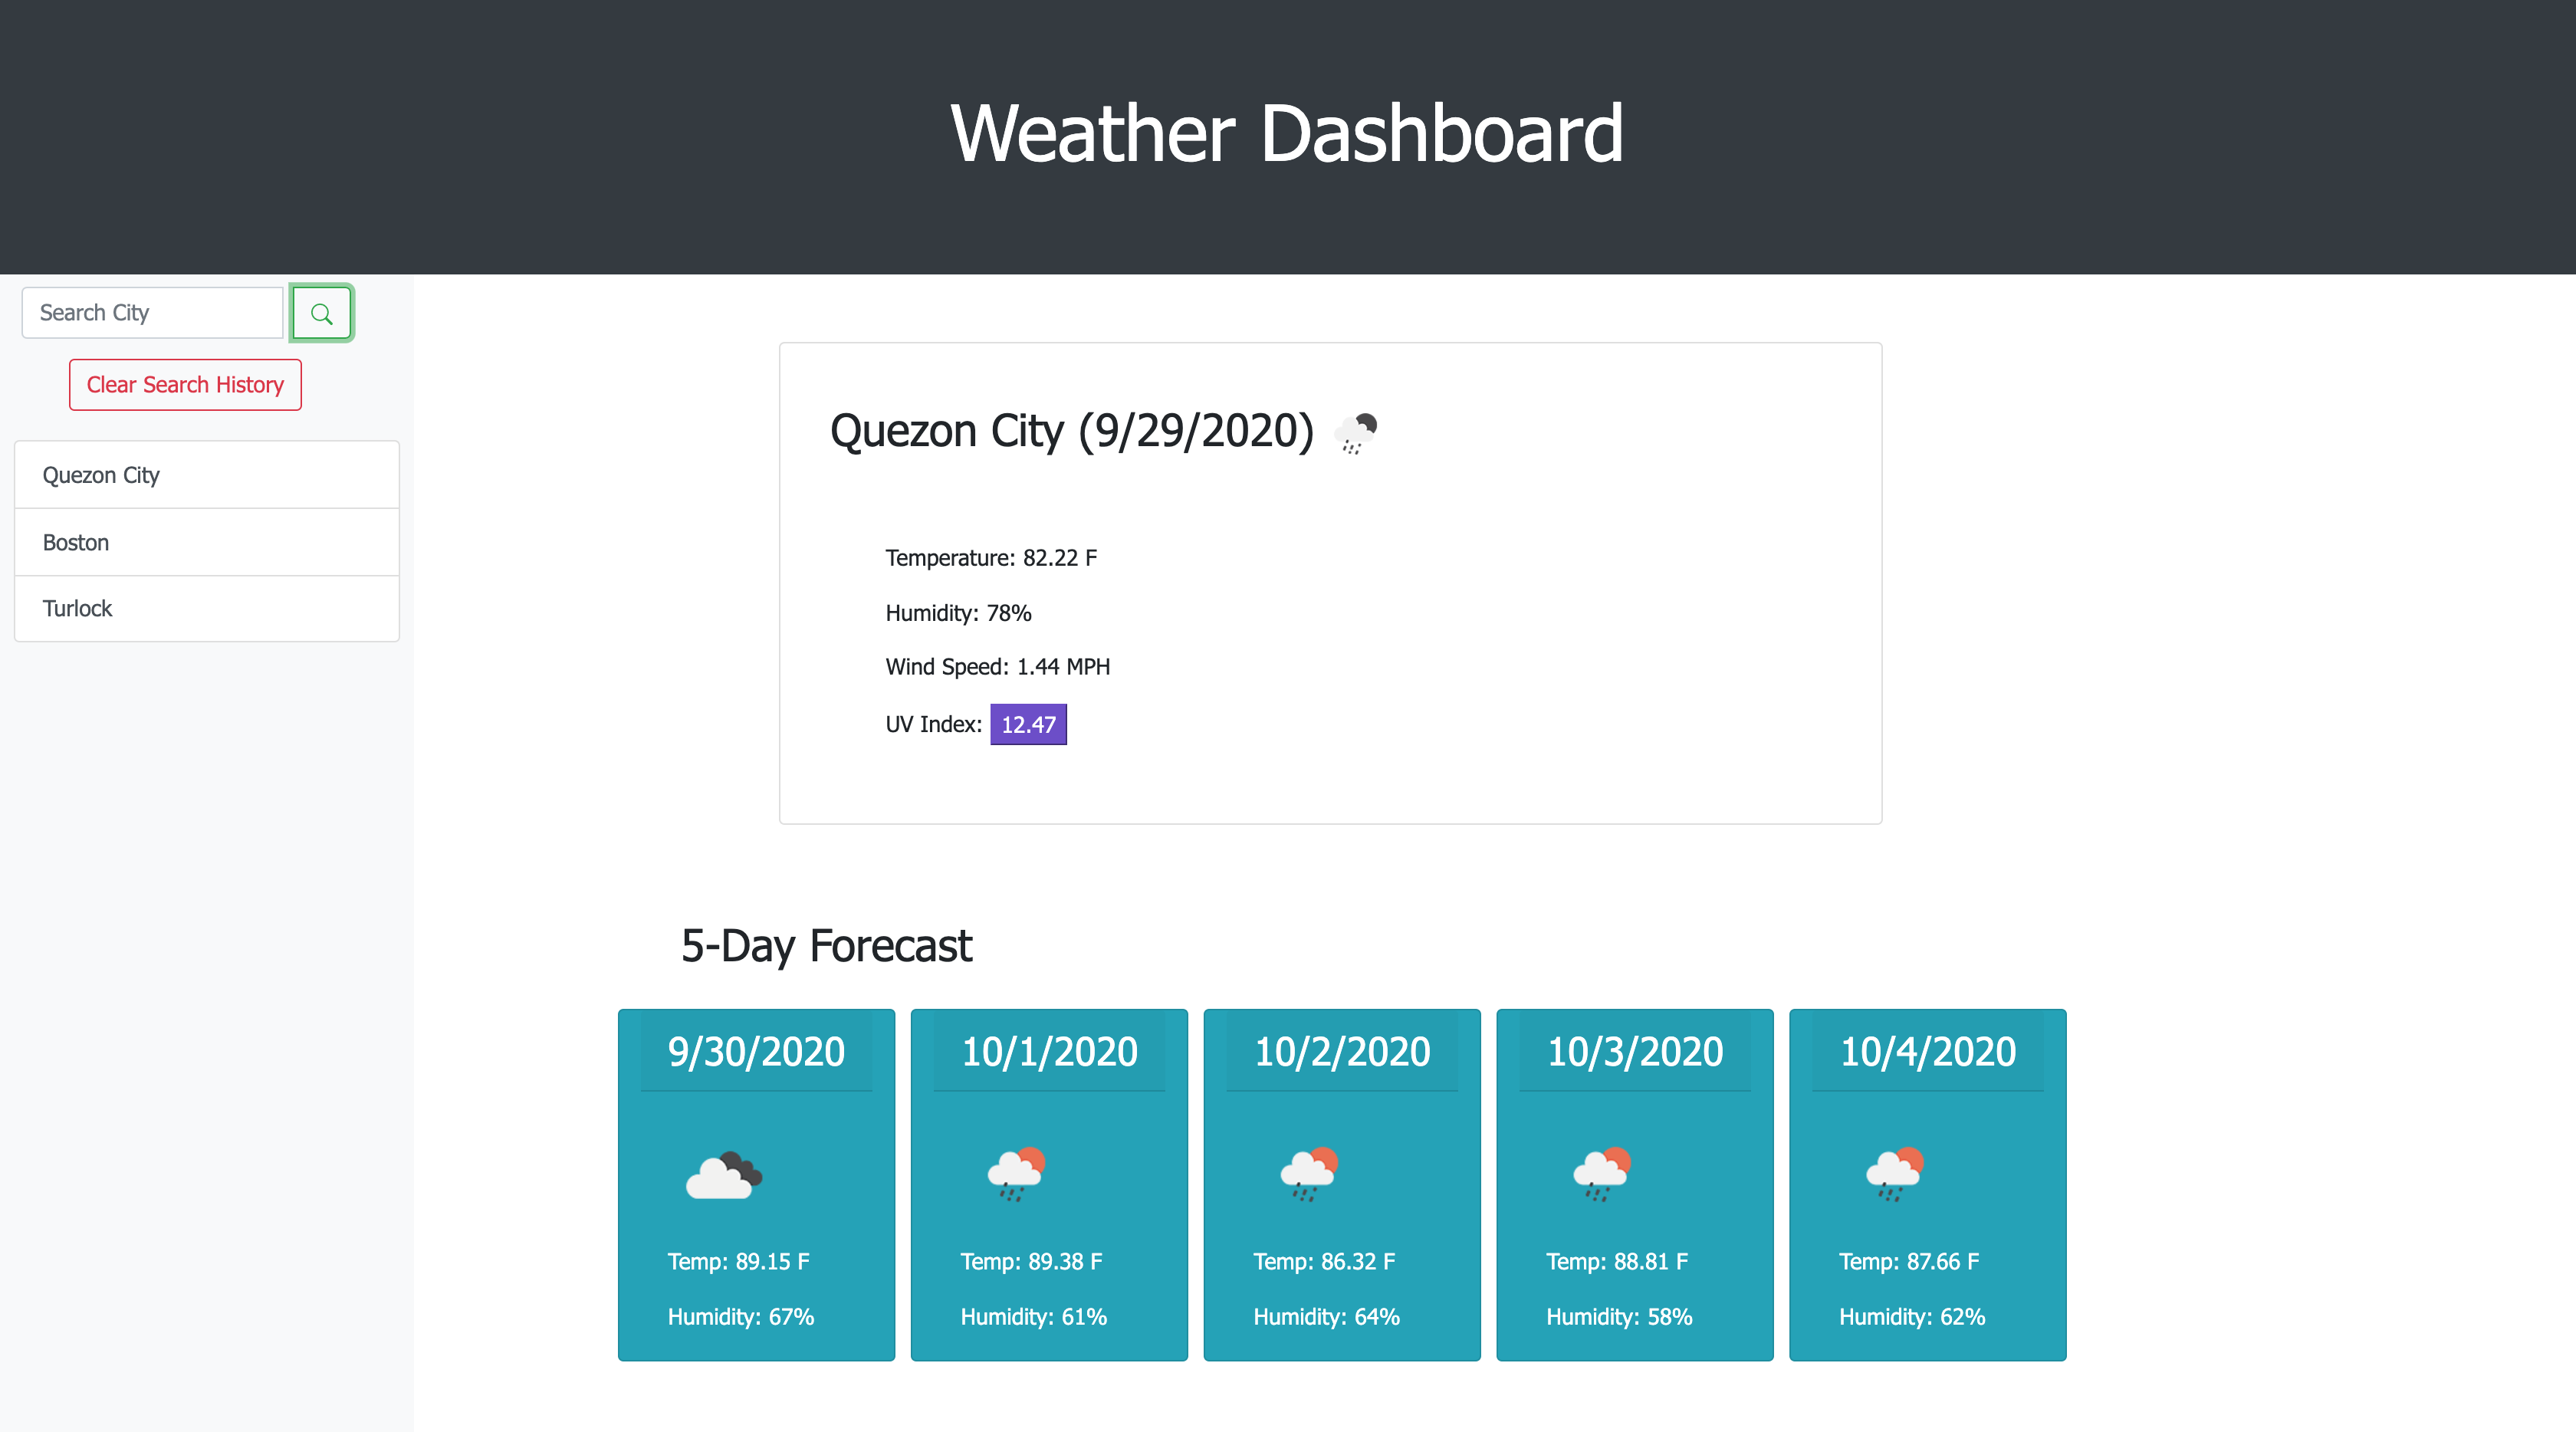 Weather Dashboard
Search City
Clear Search History
Quezon City
Boston
Turlock
Quezon City (9/29/2020)
Temperature: 82.22 F
Humidity: 78%
Wind Speed: 1.44 MPH
UV Index: 12.47
5-Day Forecast
9/30/2020
Temp: 89.15 F
Humidity: 67%
10/1/2020
Temp: 89.38 F
Humidity: 61%
10/2/2020
Temp: 86.32 F
Humidity: 64%
10/3/2020
Temp: 88.81 F
Humidity: 58%
10/4/2020
Temp: 87.66 F
Humidity: 62%